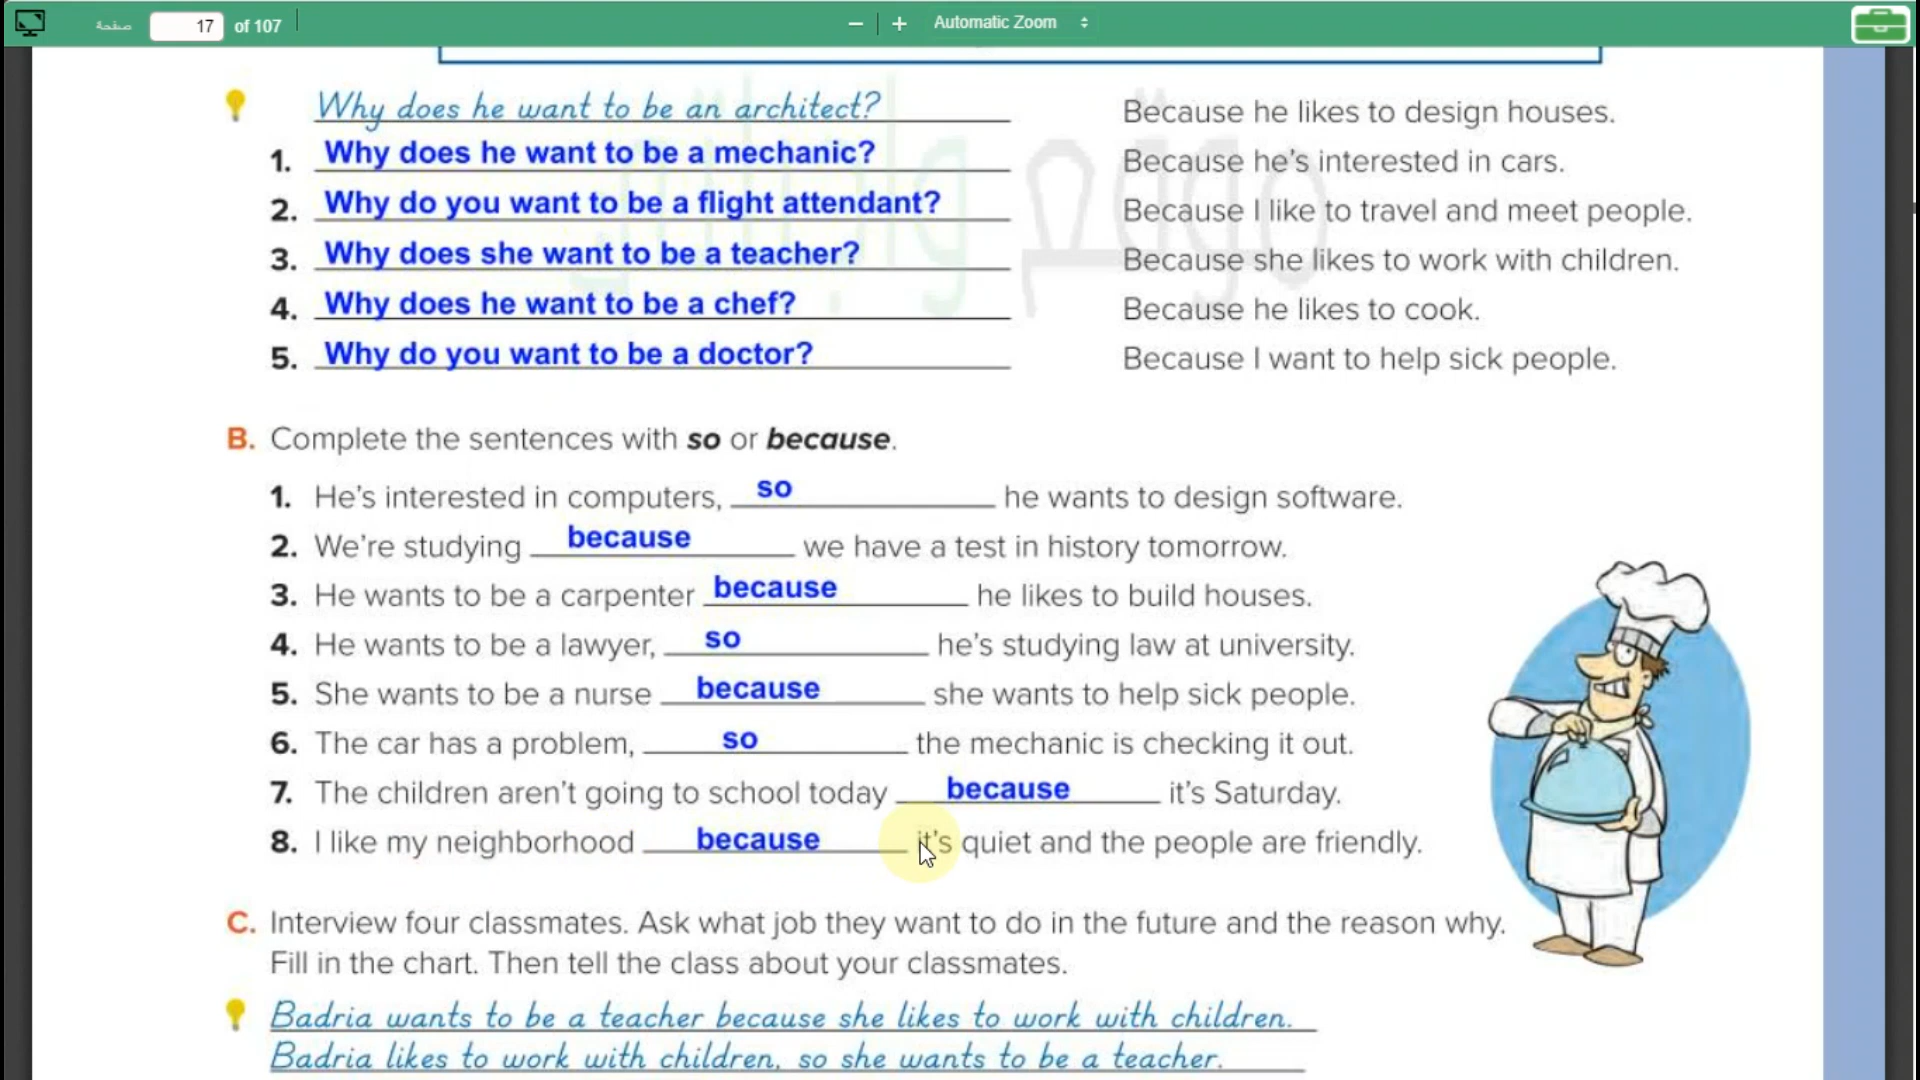 صفحة 17 of 107 − + Automatic Zoom
Why does he want to be an architect? Because he likes to design houses.
1. Why does he want to be a mechanic? Because he's interested in cars.
2. Why do you want to be a flight attendant? Because I like to travel and meet people.
3. Why does she want to be a teacher? Because she likes to work with children.
4. Why does he want to be a chef? Because he likes to cook.
5. Why do you want to be a doctor? Because I want to help sick people.
B. Complete the sentences with so or because.
1. He's interested in computers, so he wants to design software.
2. We're studying because we have a test in history tomorrow.
3. He wants to be a carpenter because he likes to build houses.
4. He wants to be a lawyer, so he's studying law at university.
5. She wants to be a nurse because she wants to help sick people.
6. The car has a problem, so the mechanic is checking it out.
7. The children aren't going to school today because it's Saturday.
8. I like my neighborhood because it's quiet and the people are friendly.
C. Interview four classmates. Ask what job they want to do in the future and the reason why.
Fill in the chart. Then tell the class about your classmates.
Badria wants to be a teacher because she likes to work with children.
Badria likes to work with children, so she wants to be a teacher.